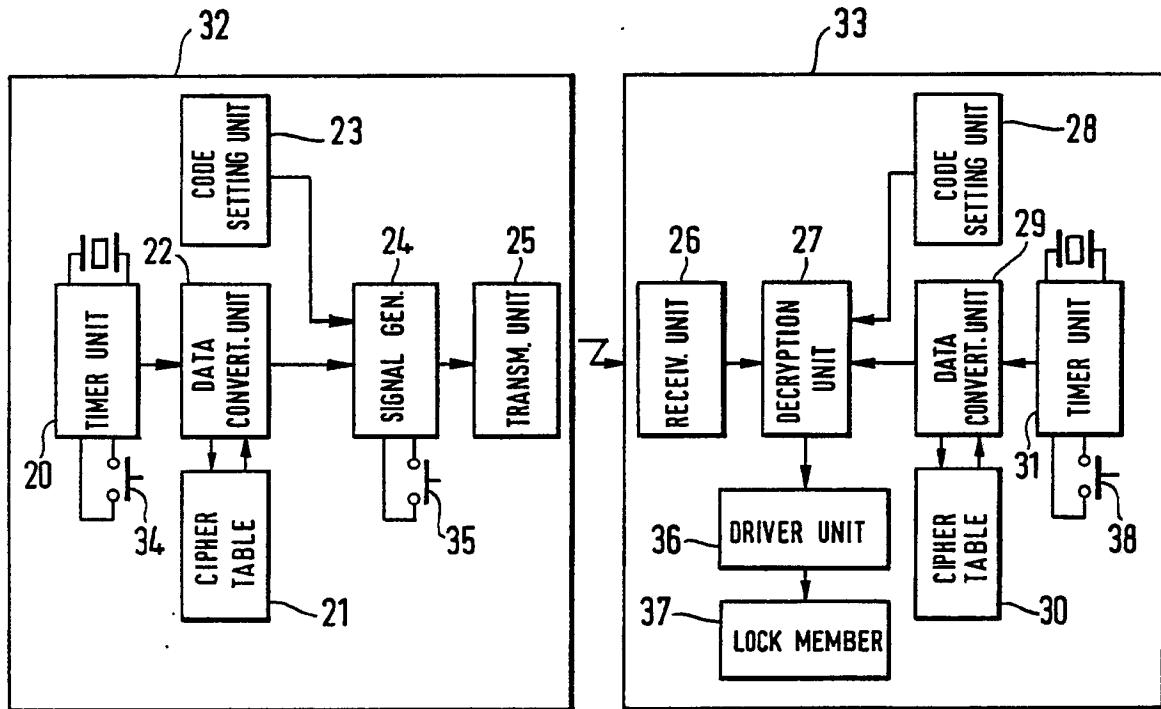 32
33
CODE
SETTING UNIT
23
CODE
SETTING UNIT
28
22
24
25
26
27
29
TIMER UNIT
DATA
CONVERT. UNIT
SIGNAL GEN.
TRANSM. UNIT
RECEIV. UNIT
DECRYPTION
UNIT
DATA
CONVERT. UNIT
TIMER UNIT
20
31
34
35
38
CIPHER
TABLE
21
36
DRIVER UNIT
CIPHER
TABLE
30
37
LOCK MEMBER